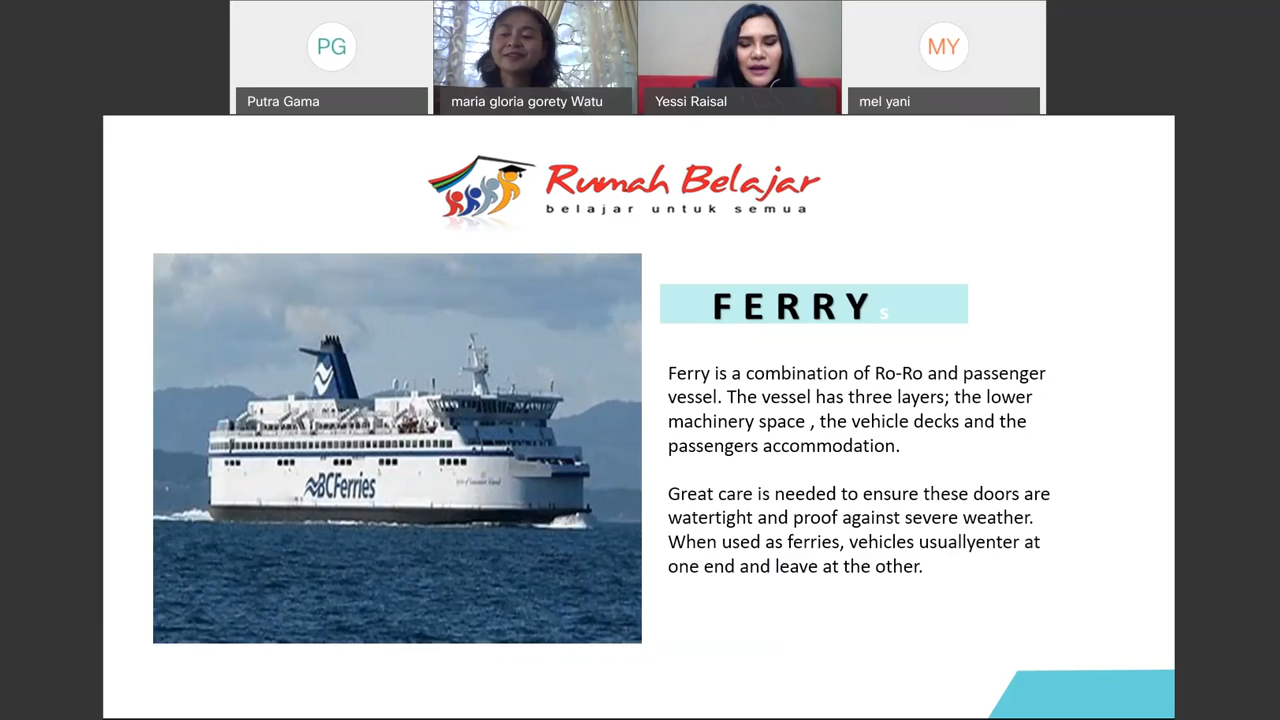 PG
MY
Putra Gama
maria gloria gorety Watu
Yessi Raisal
mel yani
Rumah Belajar
belajar untuk semua
FERRY s
Ferry is a combination of Ro-Ro and passenger
vessel. The vessel has three layers; the lower
machinery space , the vehicle decks and the
passengers accommodation.
Great care is needed to ensure these doors are
watertight and proof against severe weather.
When used as ferries, vehicles usuallyenter at
one end and leave at the other.
BCFerries